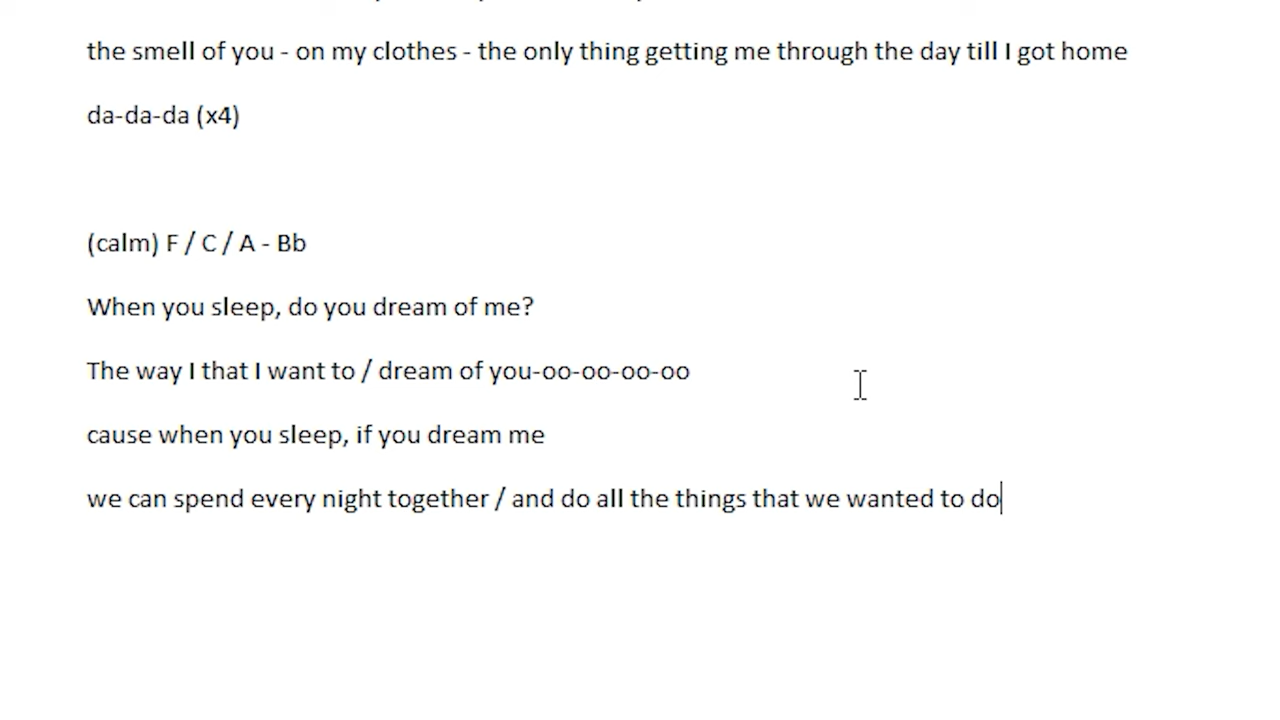 the smell of you - on my clothes - the only thing getting me through the day till I got home
da-da-da (x4)
(calm) F / C / A - Bb
When you sleep, do you dream of me?
The way I that I want to / dream of you-oo-oo-oo-oo
cause when you sleep, if you dream me
we can spend every night together / and do all the things that we wanted to do